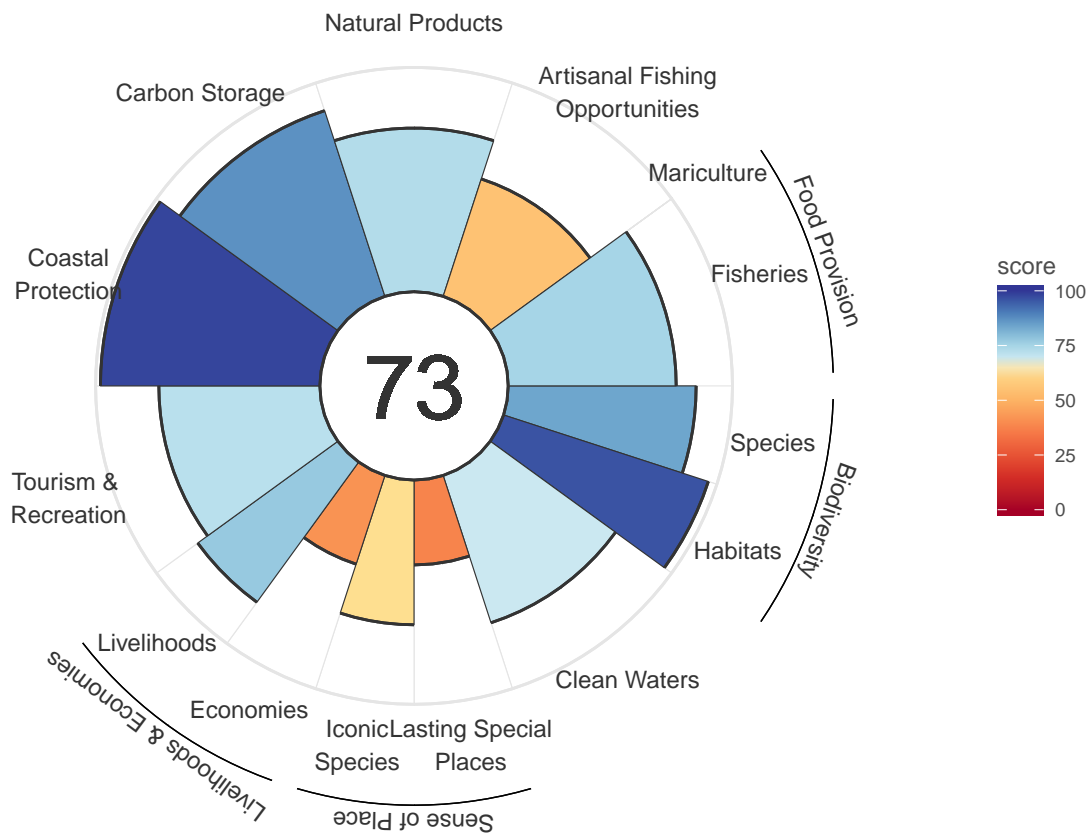 Natural Products
Carbon Storage
Artisanal Fishing
Opportunities
Mariculture
Food Provision
Fisheries
Coastal
Protection
73
score
100
75
50
25
0
Species
Biodiversity
Habitats
Tourism &
Recreation
Livelihoods
Livelihoods & Economies
Economies
Clean Waters
Iconic
Species
Lasting Special
Places
Sense of Place